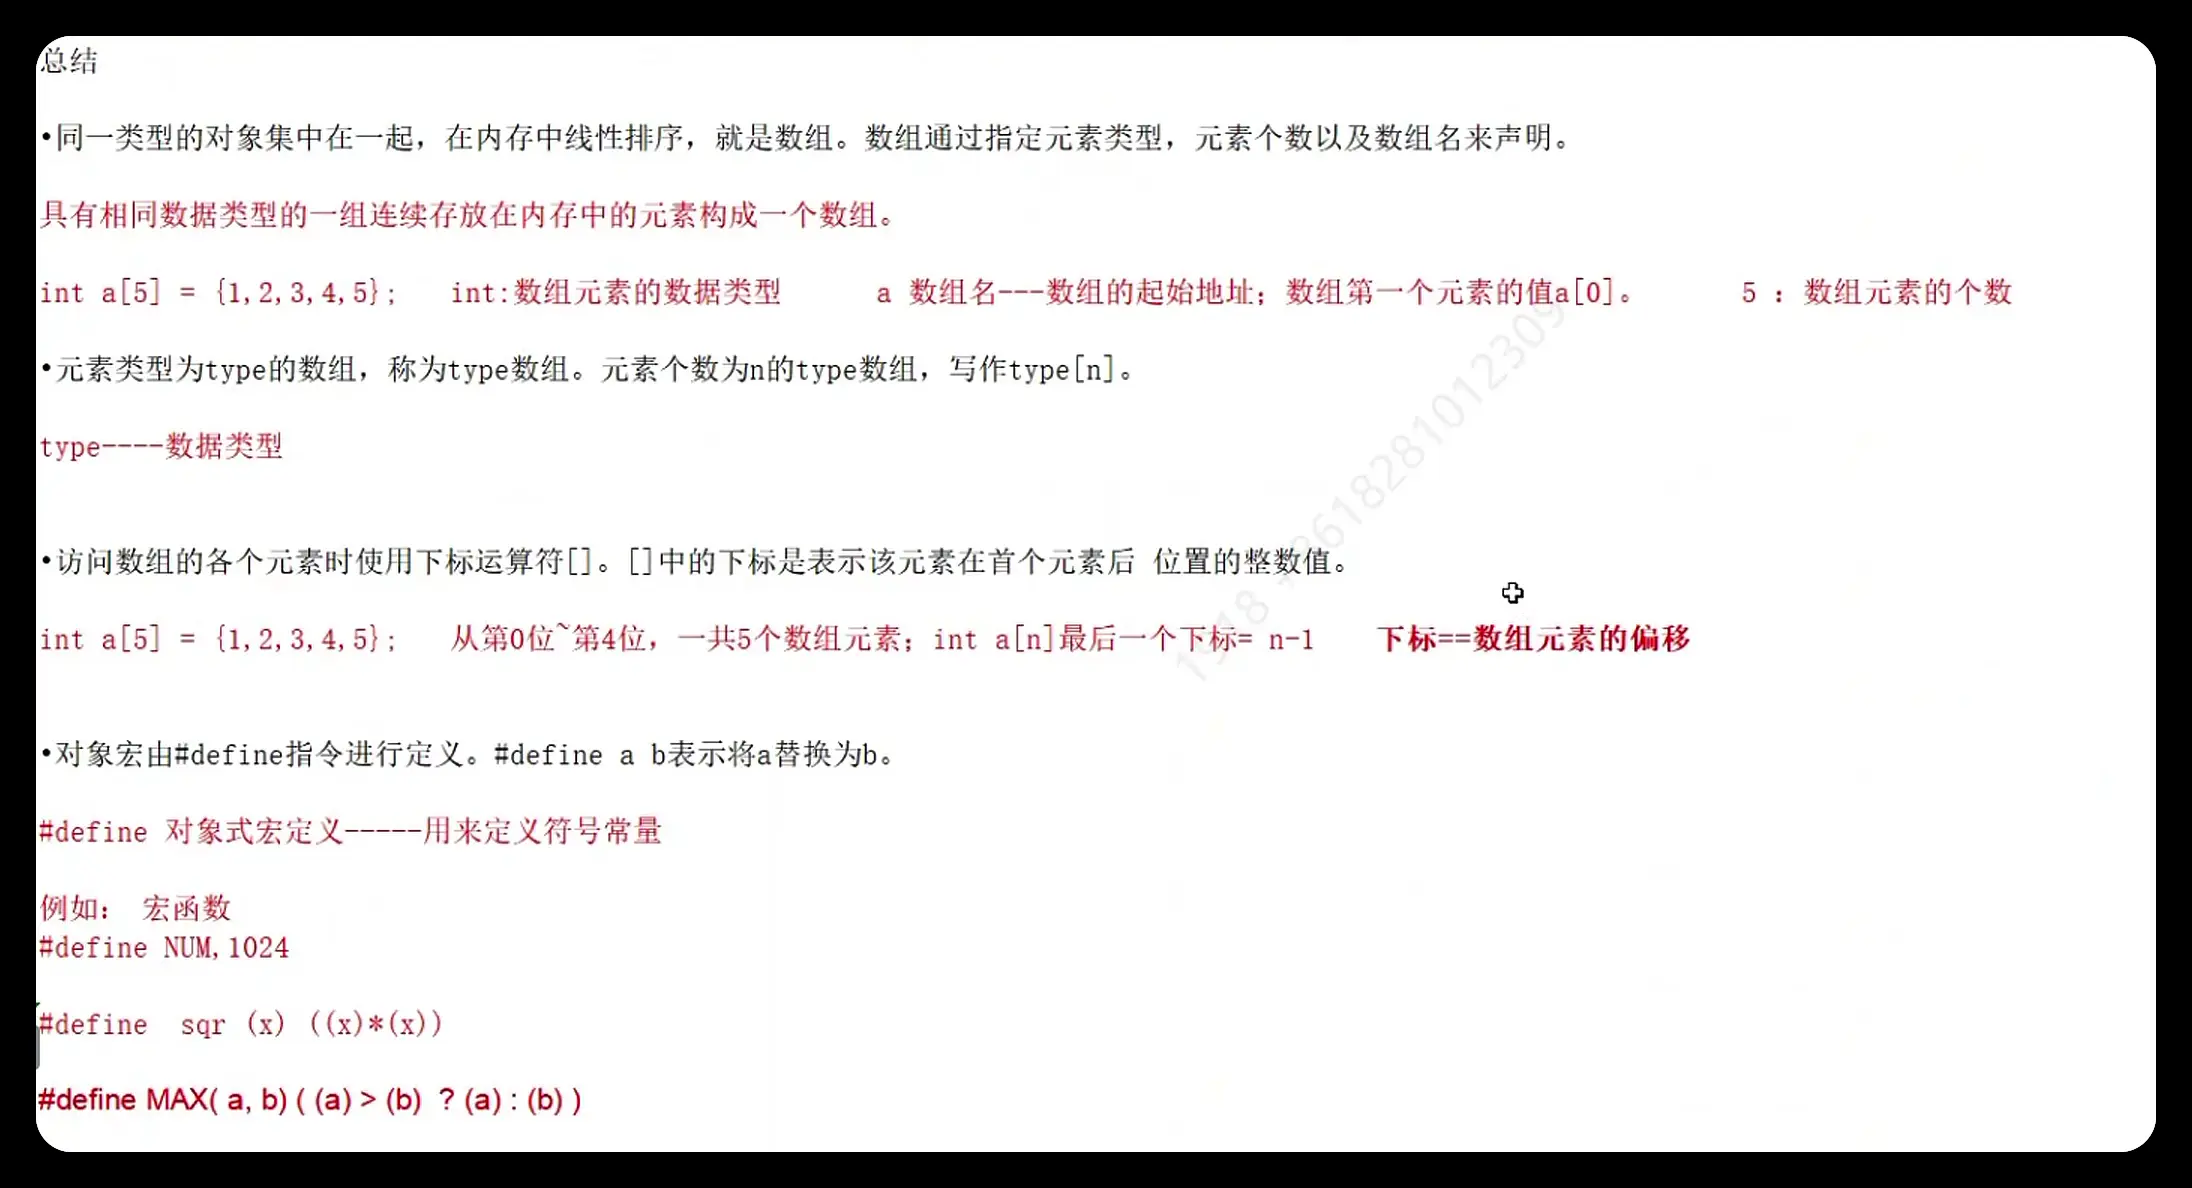 总结
•同一类型的对象集中在一起，在内存中线性排序，就是数组。数组通过指定元素类型，元素个数以及数组名来声明。
具有相同数据类型的一组连续存放在内存中的元素构成一个数组。
int a[5] = {1,2,3,4,5};   int:数组元素的数据类型      a 数组名---数组的起始地址；数组第一个元素的值a[0]。      5 ：数组元素的个数
•元素类型为type的数组，称为type数组。元素个数为n的type数组，写作type[n]。
type----数据类型
•访问数组的各个元素时使用下标运算符[]。[]中的下标是表示该元素在首个元素后 位置的整数值。
int a[5] = {1,2,3,4,5};   从第0位~第4位，一共5个数组元素；int a[n]最后一个下标= n-1    下标==数组元素的偏移
•对象宏由#define指令进行定义。#define a b表示将a替换为b。
#define 对象式宏定义-----用来定义符号常量
例如： 宏函数
#define NUM,1024
#define  sqr (x) ((x)*(x))
#define MAX( a, b) ( (a) > (b)  ? (a) : (b) )